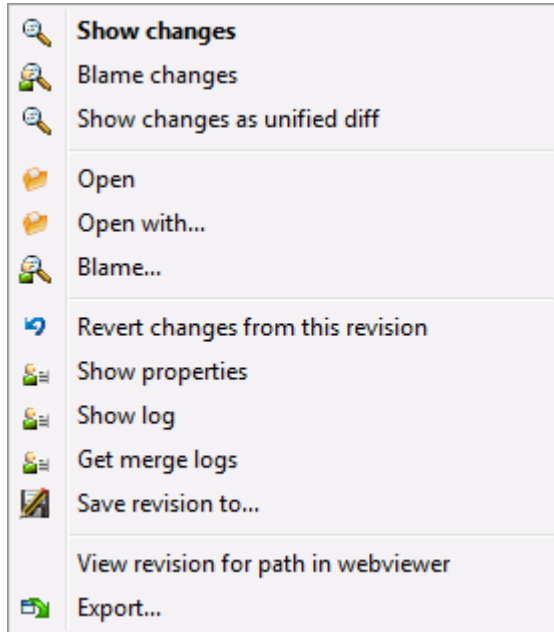 Show changes
Blame changes
Show changes as unified diff
Open
Open with...
Blame...
Revert changes from this revision
Show properties
Show log
Get merge logs
Save revision to...
View revision for path in webviewer
Export...